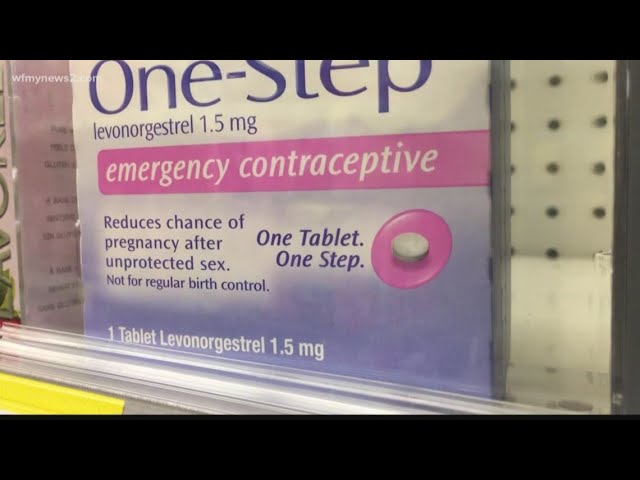 wfmynews2.com
One-Step
levonorgestrel 1.5 mg
emergency contraceptive
Reduces chance of
pregnancy after
unprotected sex.
Not for regular birth control.
One Tablet.
One Step.
1 Tablet Levonorgestrel 1.5 mg